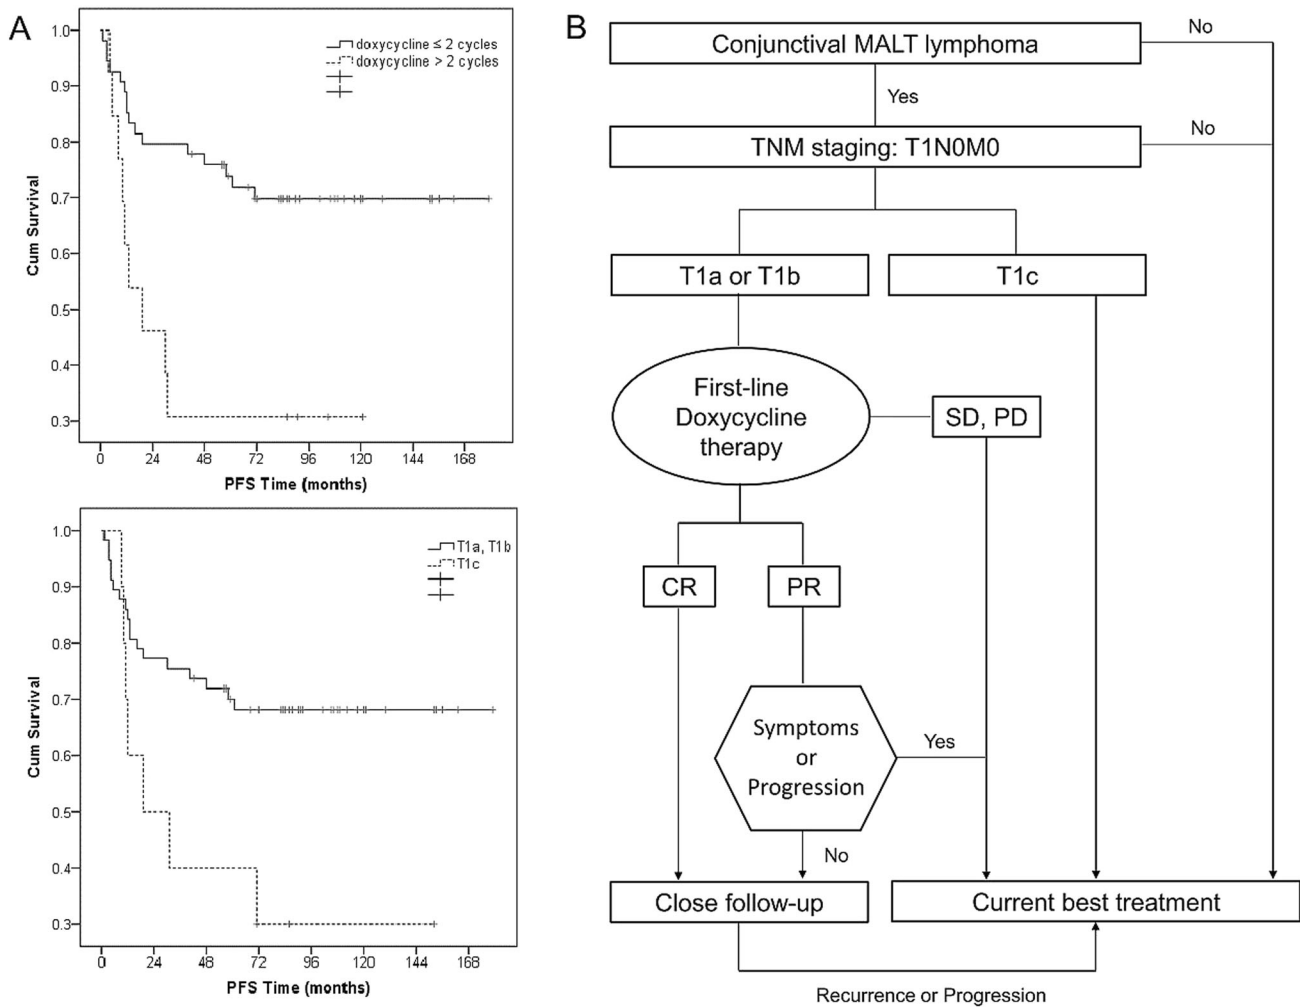 A
doxycycline ≤ 2 cycles
doxycycline > 2 cycles
1.0
0.9
0.8
0.7
0.6
0.5
0.4
0.3
Cum Survival
0 24 48 72 96 120 144 168
PFS Time (months)
T1a, T1b
T1c
1.0
0.9
0.8
0.7
0.6
0.5
0.4
0.3
Cum Survival
0 24 48 72 96 120 144 168
PFS Time (months)
B
Conjunctival MALT lymphoma
No
Yes
TNM staging: T1N0M0
No
T1a or T1b
T1c
First-line
Doxycycline
therapy
SD, PD
CR
PR
Symptoms
or
Progression
Yes
No
Close follow-up
Current best treatment
Recurrence or Progression